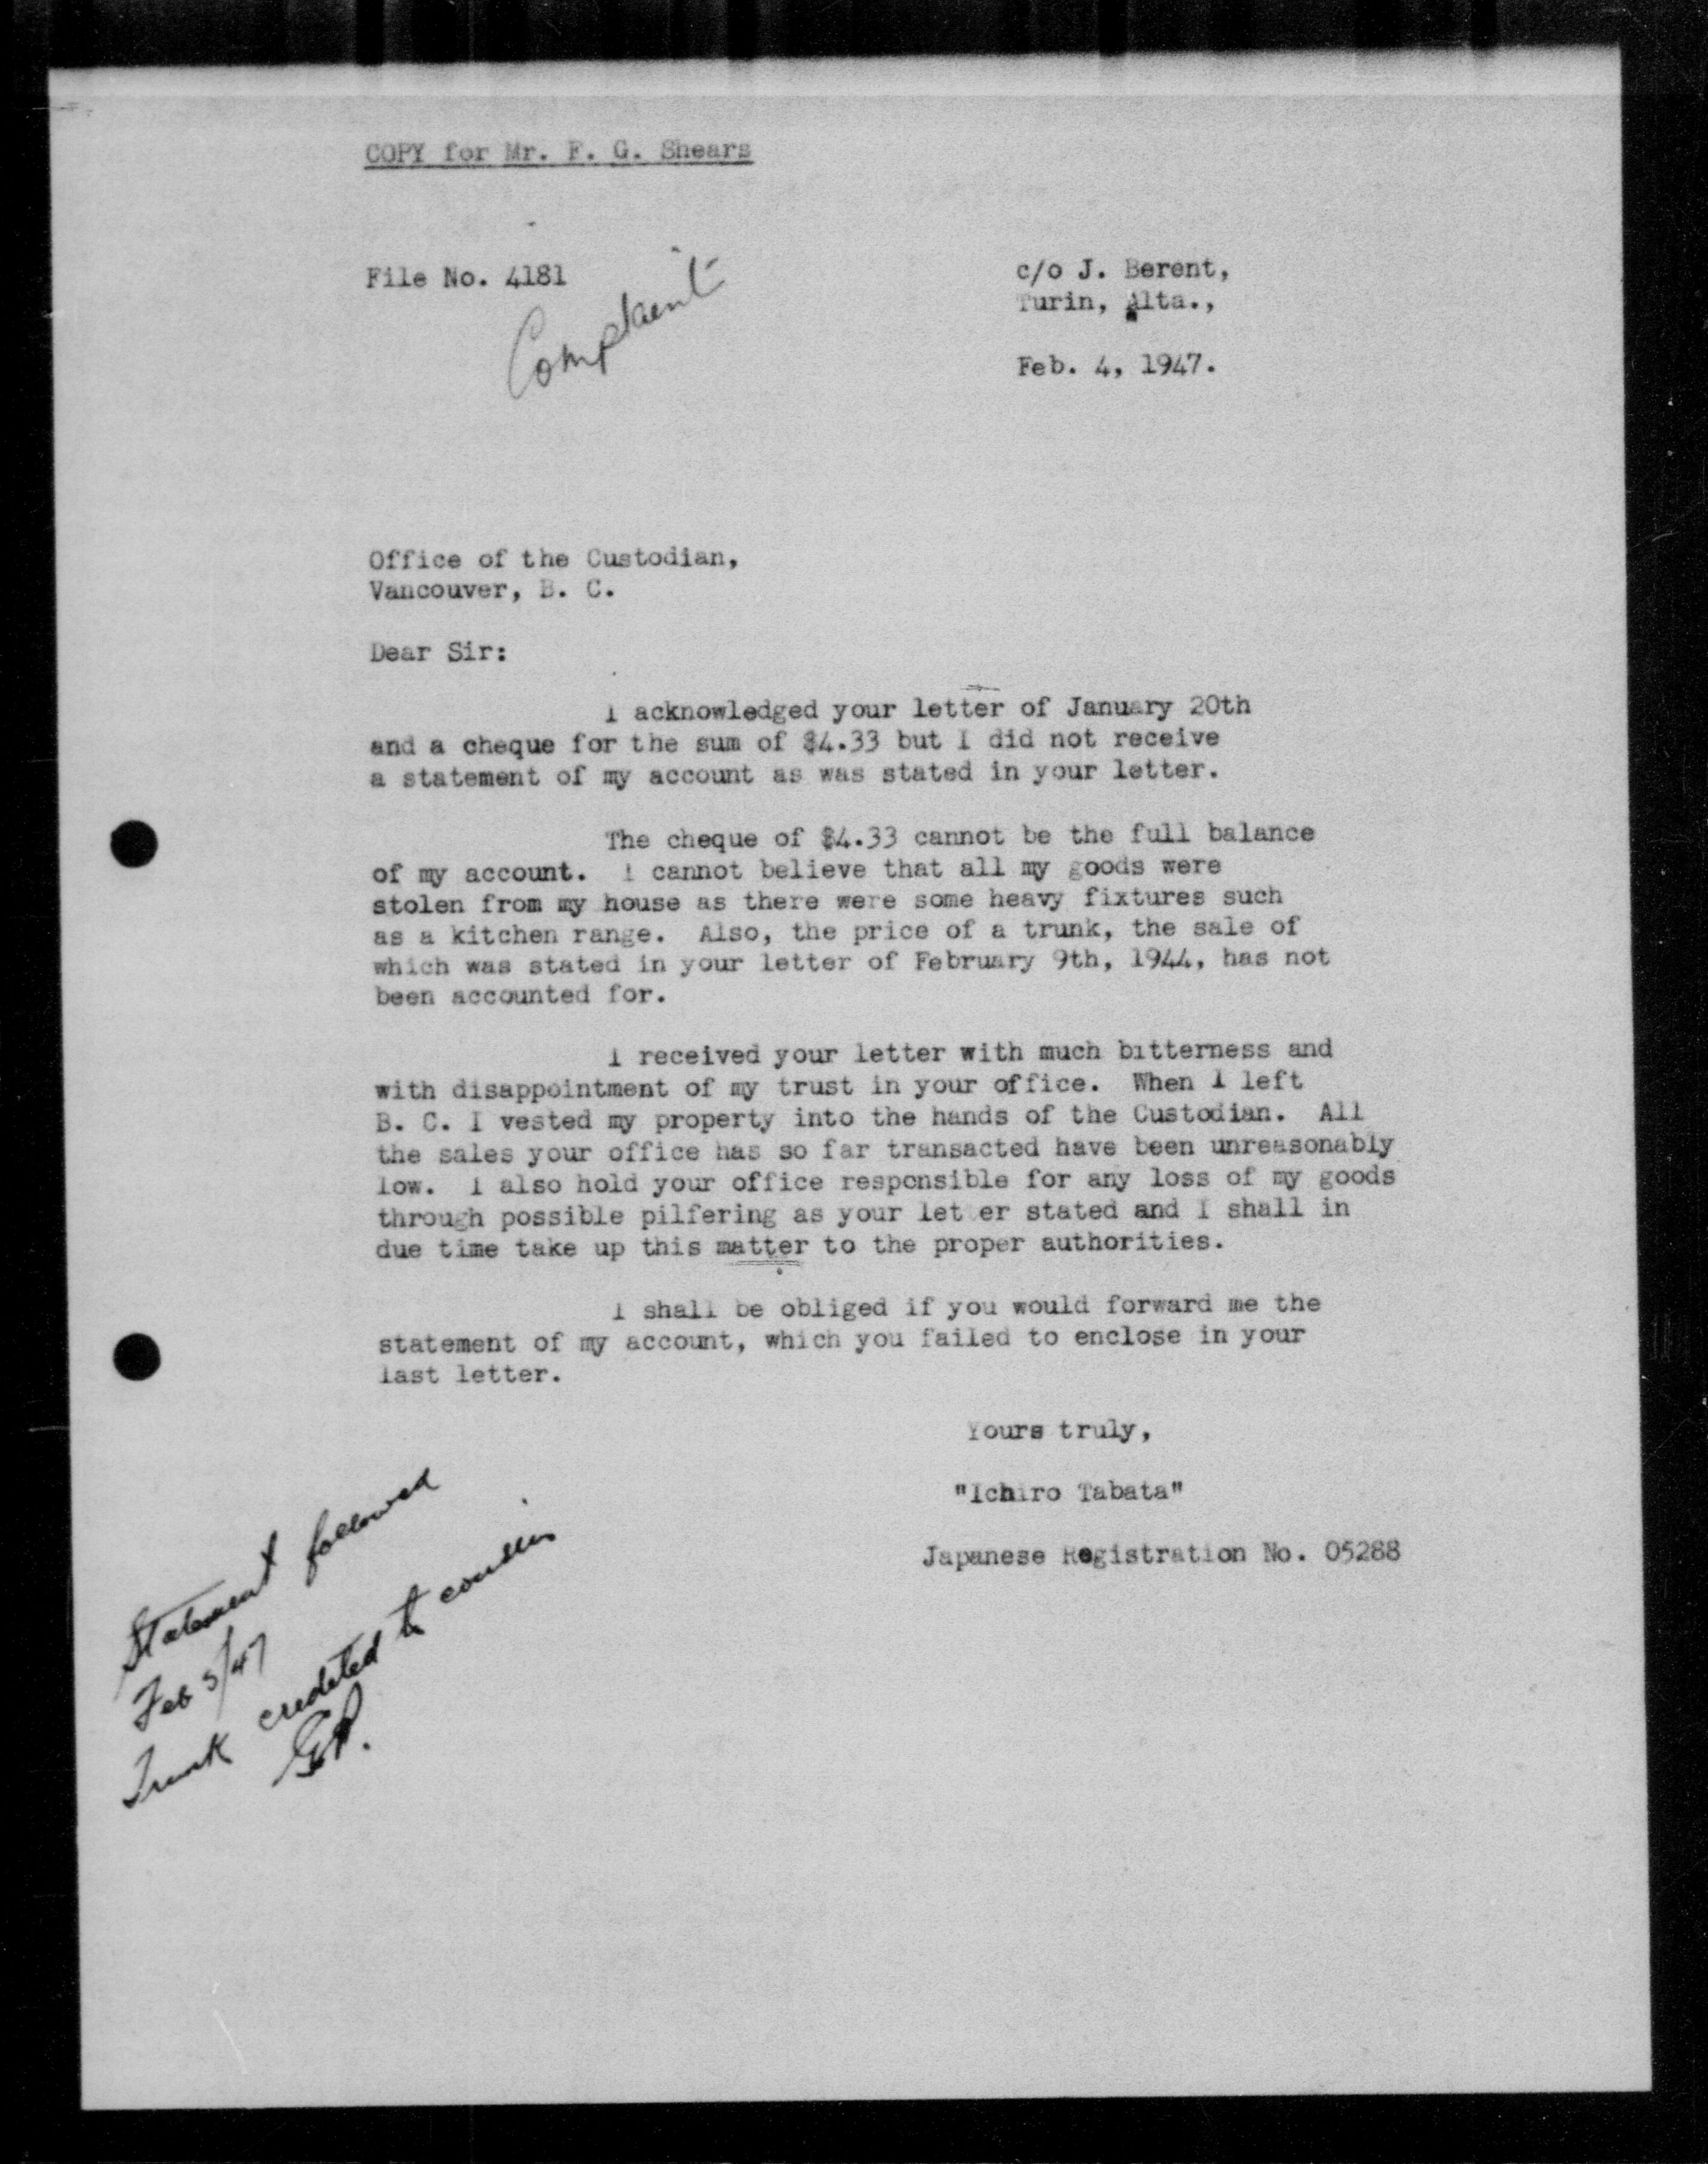 COPY for Mr. F. G. Shears
File No. 4181
Complaint
c/o J. Berent,
Turin, Alta.,
Feb. 4, 1947.
Office of the Custodian,
Vancouver, B. C.
Dear Sir:
I acknowledged your letter of January 20th
and a cheque for the sum of $4.33 but I did not receive
a statement of my account as was stated in your letter.
The cheque of $4.33 cannot be the full balance
of my account. I cannot believe that all my goods were
stolen from my house as there were some heavy fixtures such
as a kitchen range. Also, the price of a trunk, the sale of
which was stated in your letter of February 9th, 1944, has not
been accounted for.
I received your letter with much bitterness and
with disappointment of my trust in your office. When I left
B. C. I vested my property into the hands of the Custodian. All
the sales your office has so far transacted have been unreasonably
low. I also hold your office responsible for any loss of my goods
through possible pilfering as your let er stated and I shall in
due time take up this matter to the proper authorities.
I shall be obliged if you would forward me the
statement of my account, which you failed to enclose in your
last letter.
Yours truly,
"Ichiro Tabata"
Japanese Registration No. 05288
Statement followed
Feb 5/47
Trunk credited to cousin